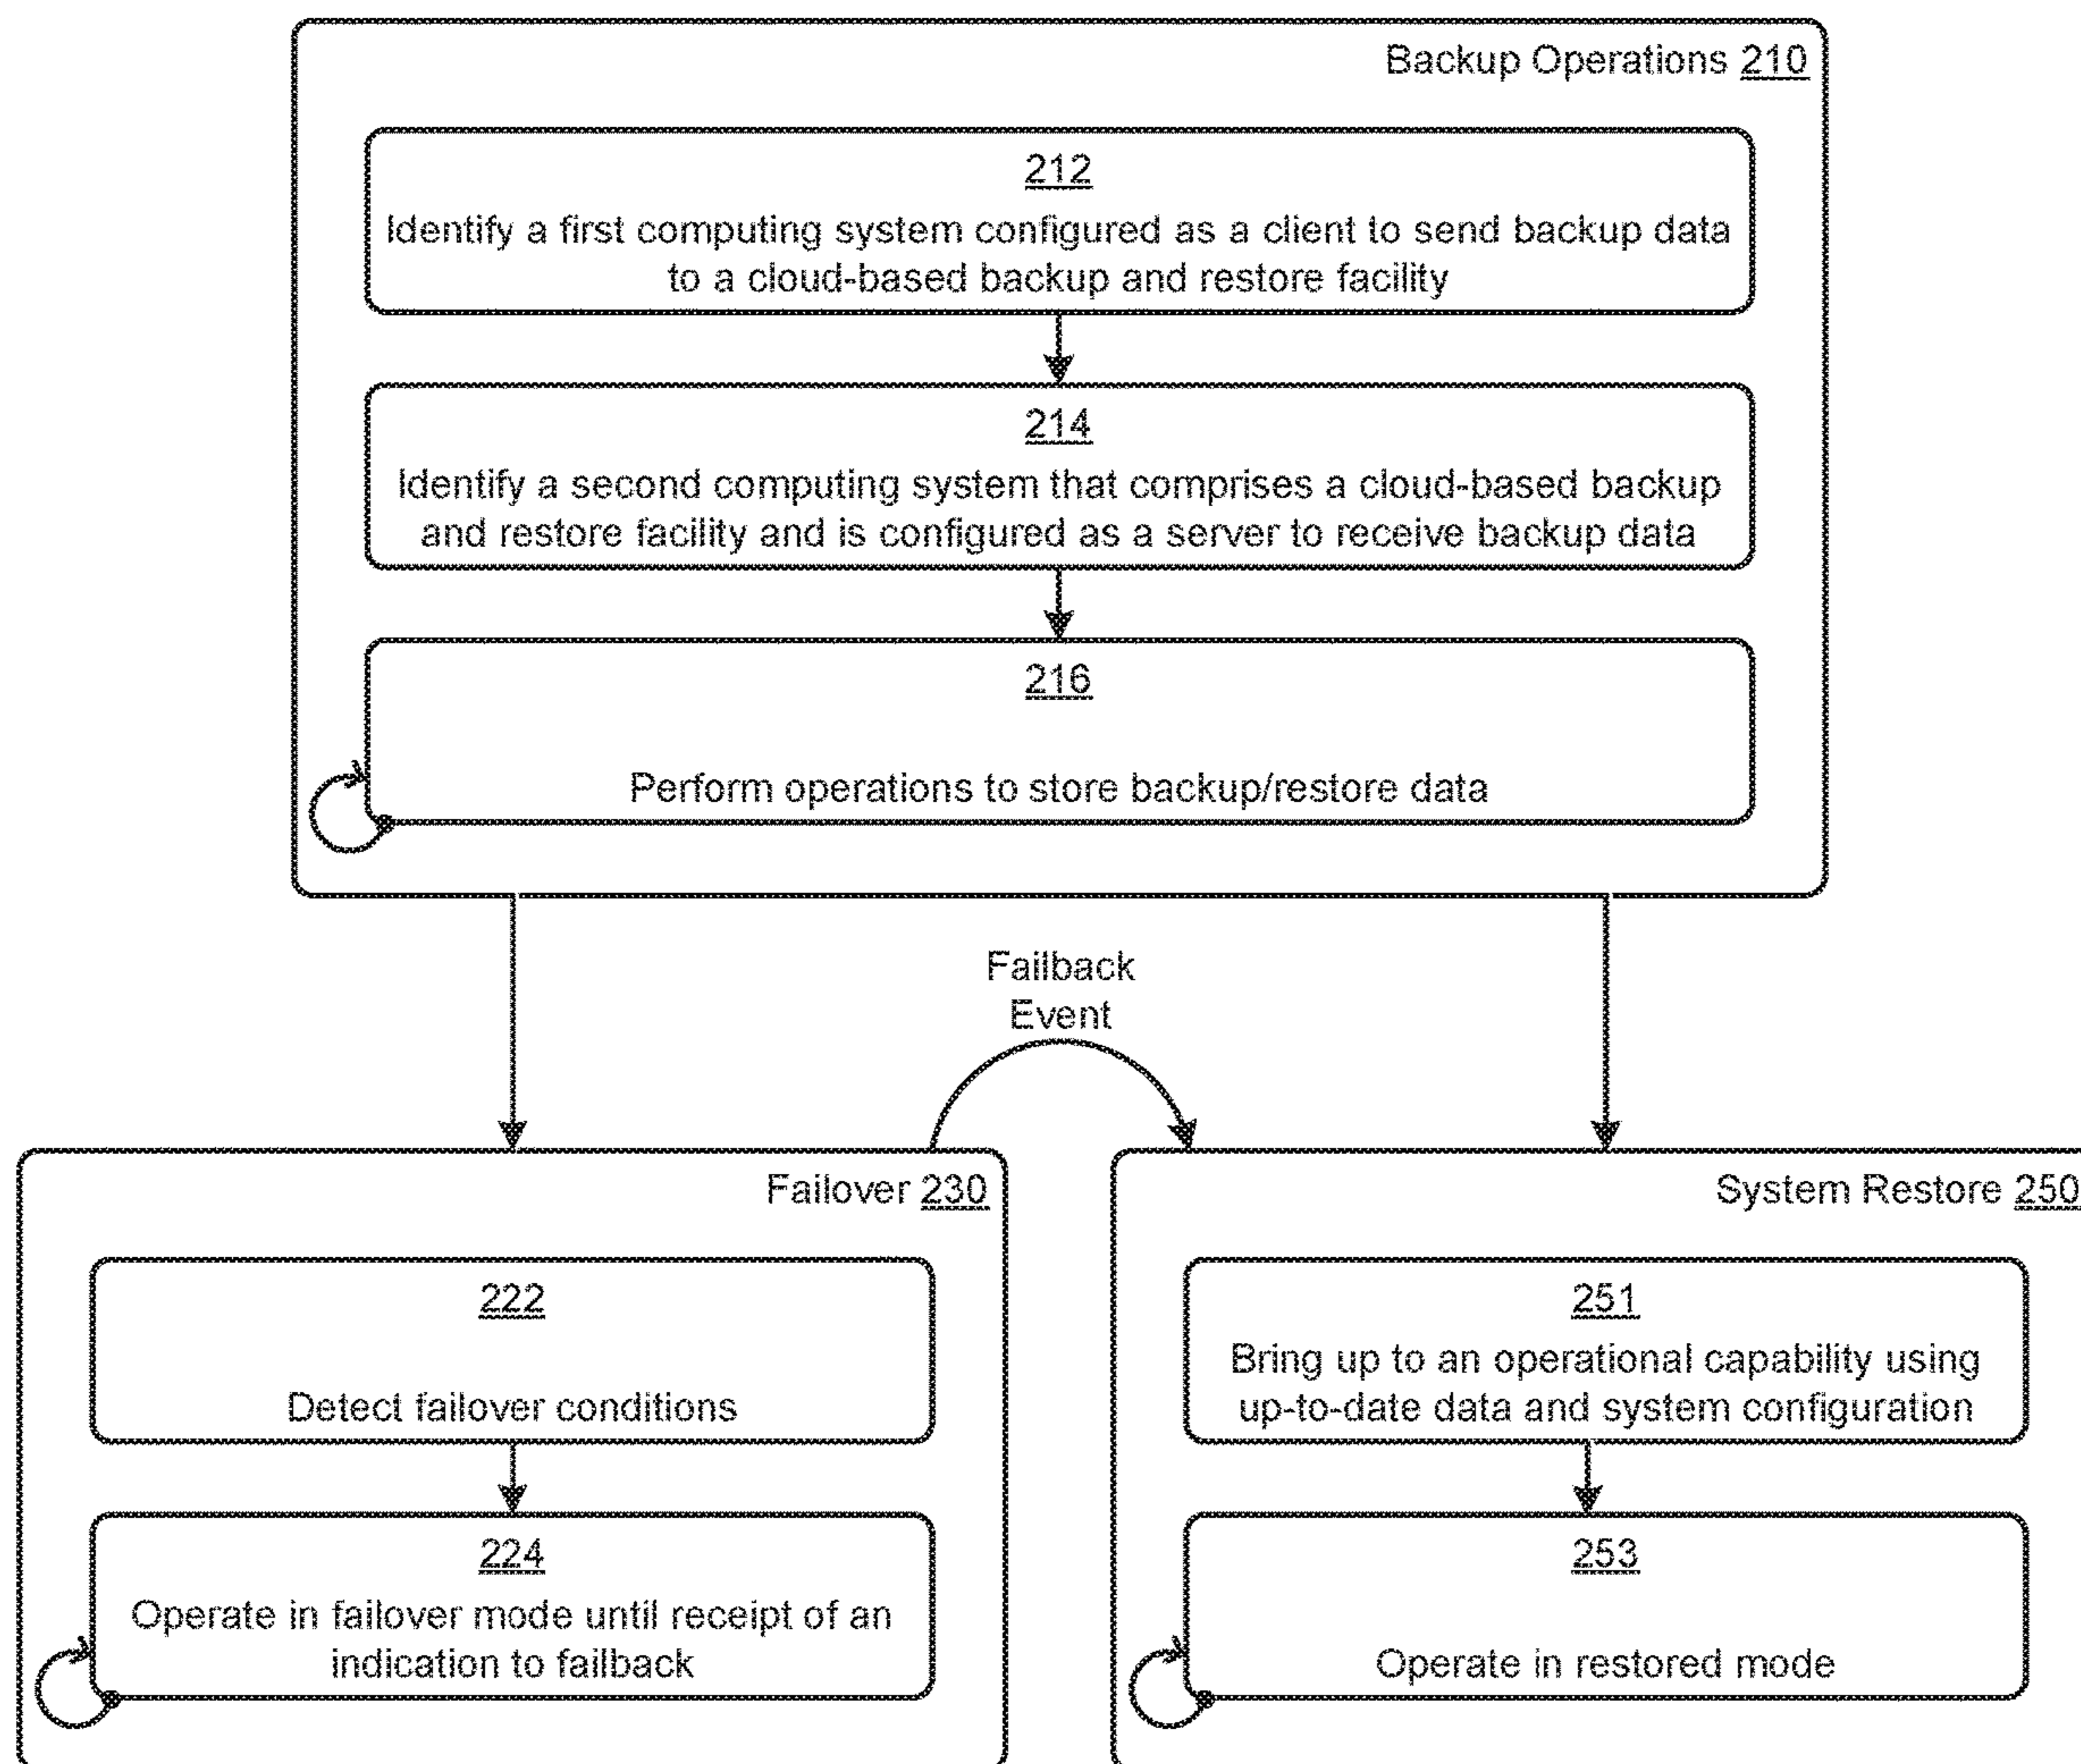 Backup Operations 210
212
Identify a first computing system configured as a client to send backup data
to a cloud-based backup and restore facility
214
Identify a second computing system that comprises a cloud-based backup
and restore facility and is configured as a server to receive backup data
216
Perform operations to store backup/restore data
Failback
Event
Failover 230
222
Detect failover conditions
224
Operate in failover mode until receipt of an
indication to failback
System Restore 250
251
Bring up to an operational capability using
up-to-date data and system configuration
253
Operate in restored mode